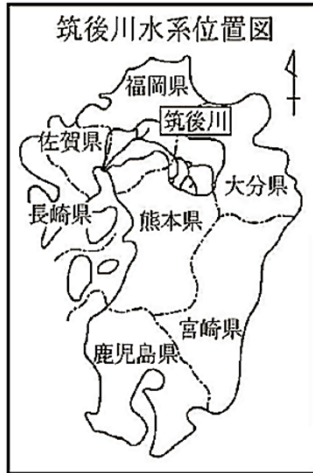 筑後川水系位置図
福岡県
筑後川
佐賀県
大分県
長崎県
熊本県
宮崎県
鹿児島県